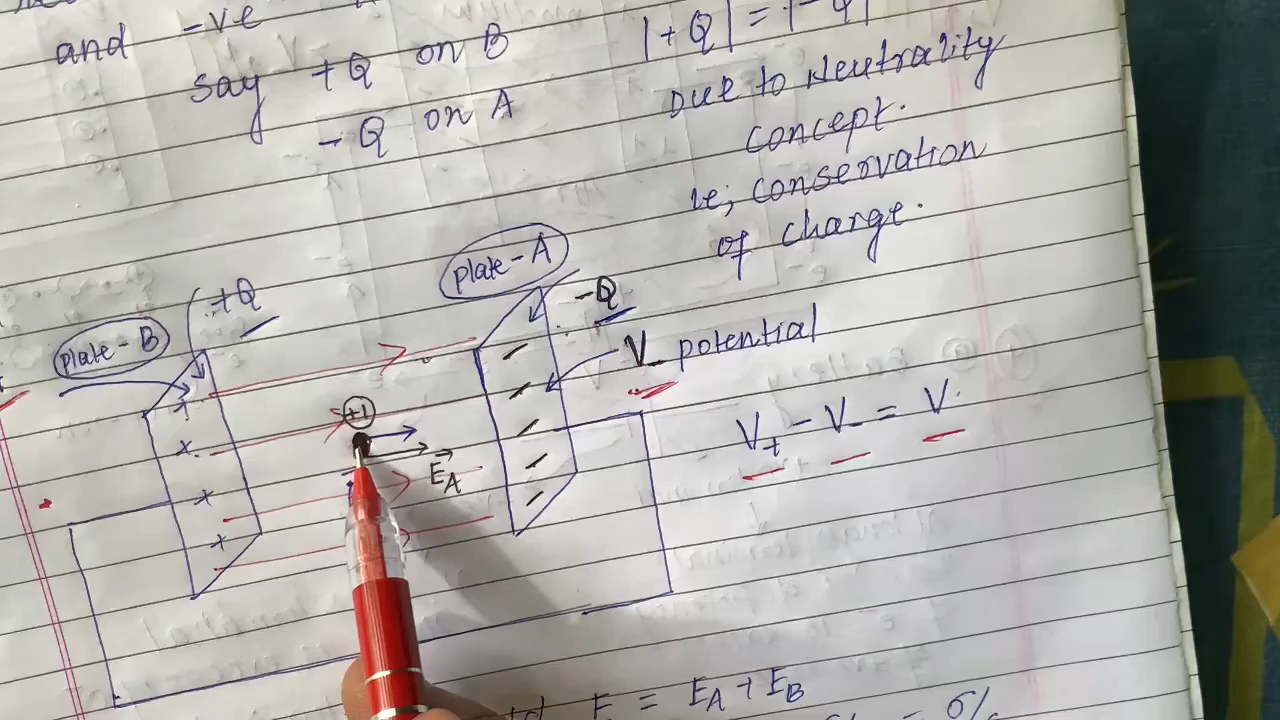 and -ve
say +Q on B
- Q on A
|+Q| = |-Q|
Due to Neutrality
concept.
ie; conservation
of charge.
plate-A
+Q
-Q
plate-B
V_ potential
+1
V+ - V- = V.
EA
E = EA + EB